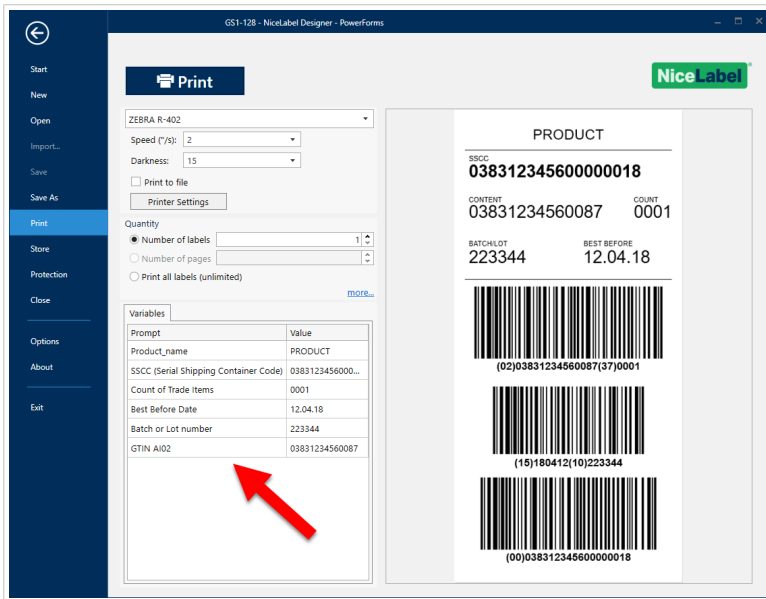 GS1-128 - NiceLabel Designer - PowerForms
Start
New
Open
Import...
Save
Save As
Print
Store
Protection
Close
Options
About
Exit
Print
ZEBRA R-402
Speed ("/s): 2
Darkness: 15
Print to file
Printer Settings
Quantity
Number of labels 1
Number of pages
Print all labels (unlimited)
more...
Variables
Prompt Value
Product_name PRODUCT
SSCC (Serial Shipping Container Code) 0383123456000...
Count of Trade Items 0001
Best Before Date 12.04.18
Batch or Lot number 223344
GTIN AI02 03831234560087
NiceLabel
PRODUCT
SSCC
038312345600000018
CONTENT COUNT
03831234560087 0001
BATCH/LOT BEST BEFORE
223344 12.04.18
(02)03831234560087(37)0001
(15)180412(10)223344
(00)038312345600000018